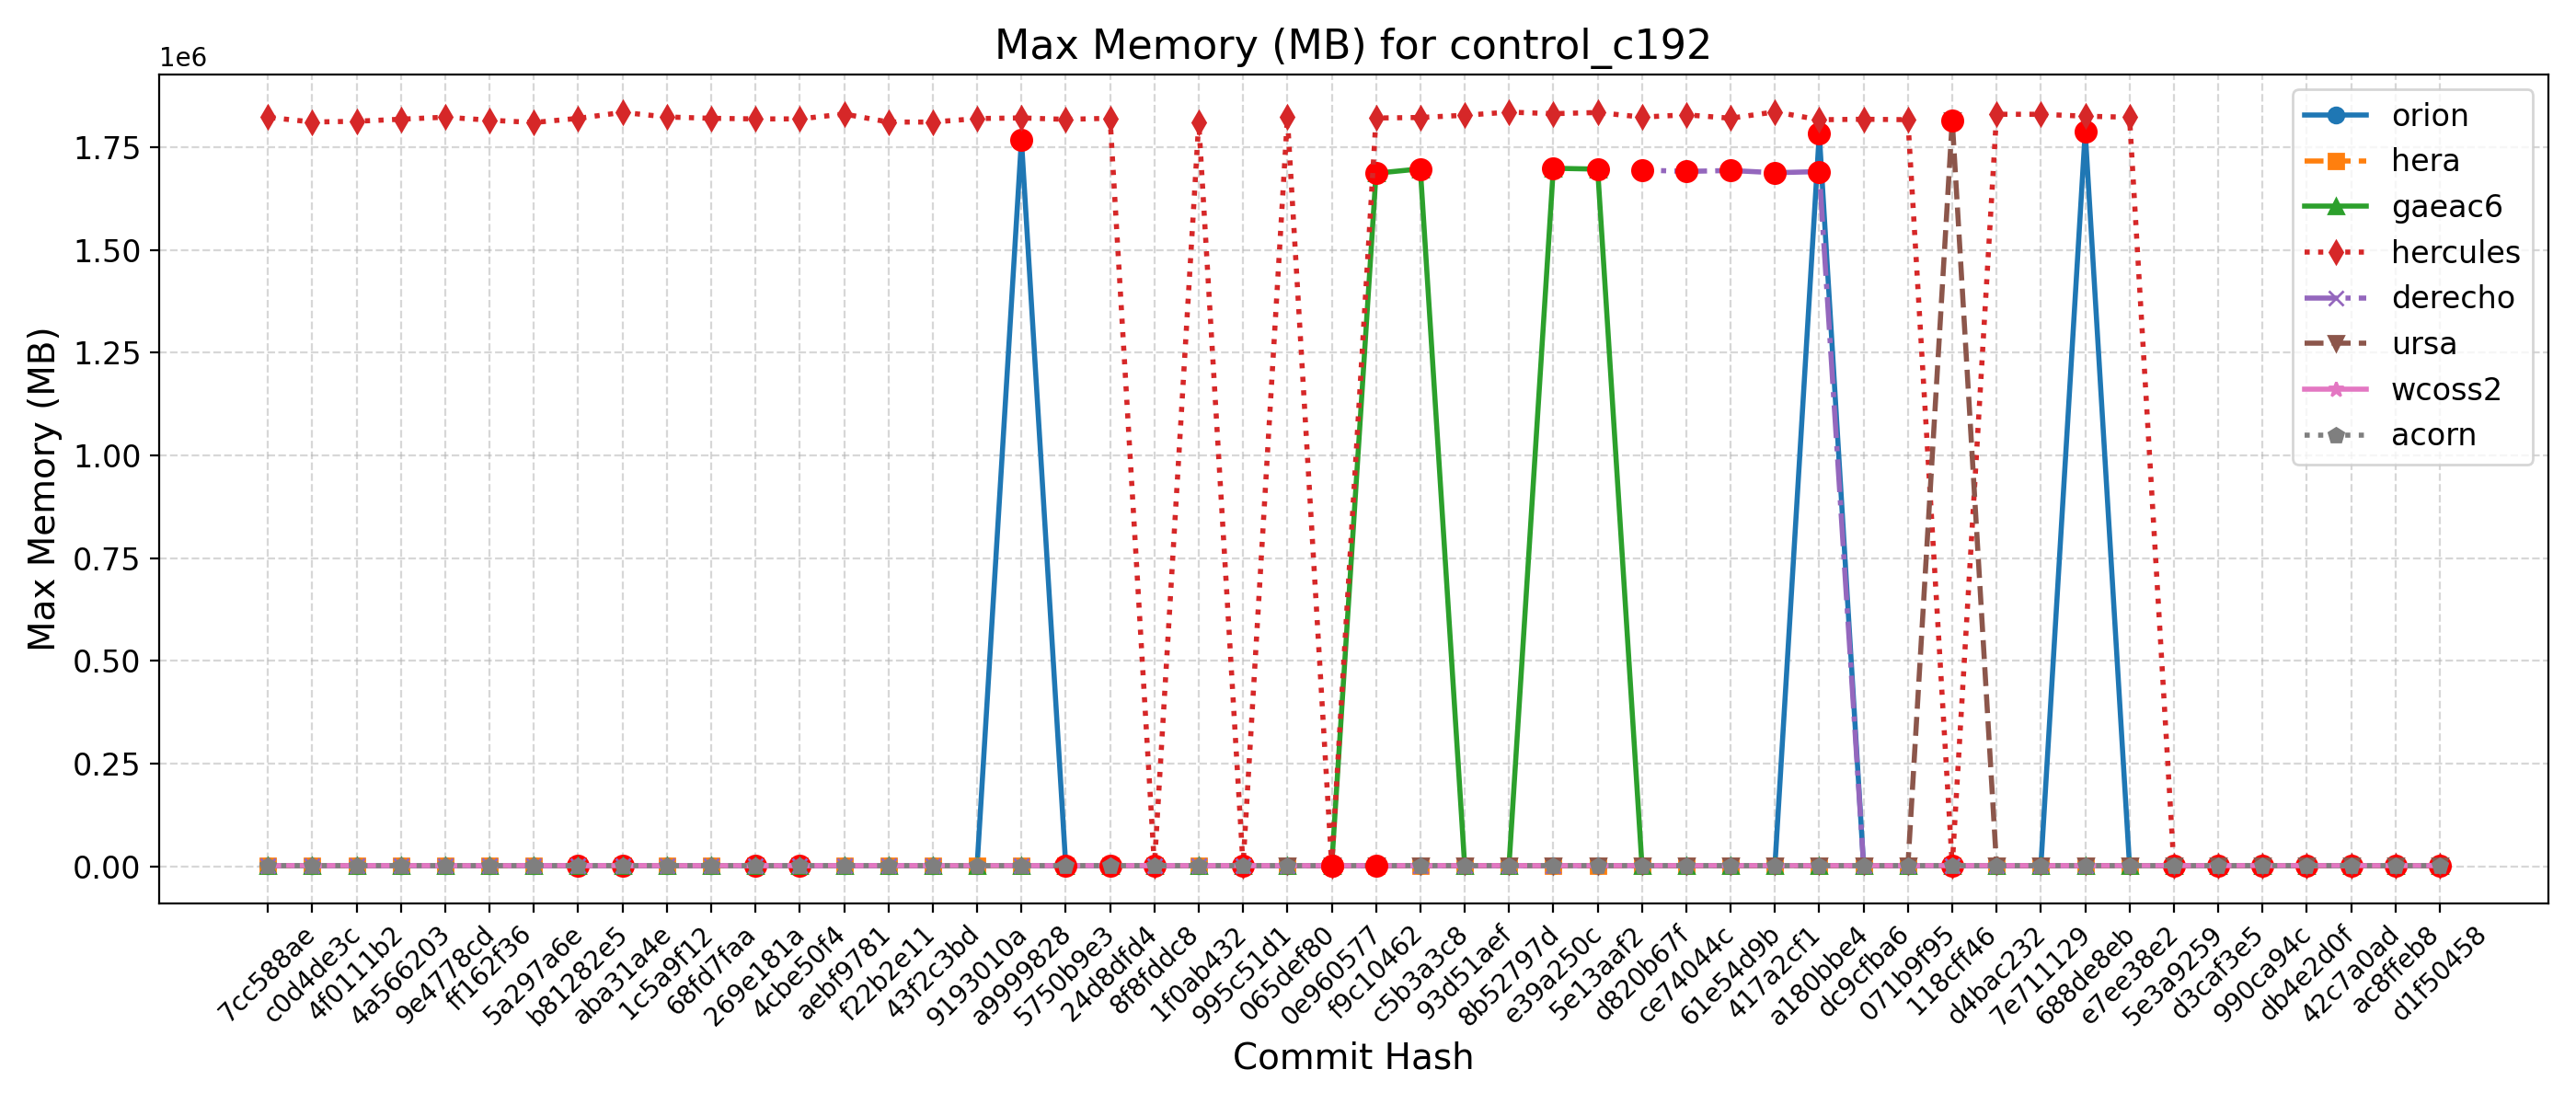 Max Memory (MB) for control_c192
1e6
1.75
1.50
1.25
1.00
0.75
0.50
0.25
0.00
Max Memory (MB)
orion
hera
gaeac6
hercules
derecho
ursa
wcoss2
acorn
7cc588ae
c0d4de3c
4f0111b2
4a566203
9e4778cd
ff162f36
5a297a6e
b81282e5
aba31a4e
1c5a9f12
68fd7faa
269e181a
4cbe50f4
aebf9781
f22b2e11
43f2c3bd
9193010a
a9999828
5750b9e3
24d8dfd4
8f8fddc8
1f0ab432
995c51d1
065def80
0e960577
f9c10462
c5b3a3c8
93d51aef
8b52797d
e39a250c
5e13aaf2
d820b67f
ce74044c
61e54d9b
417a2cf1
a180bbe4
dc9cfba6
071b9f95
118cff46
d4bac232
7e711129
688de8eb
e7ee38e2
5e3a9259
d3caf3e5
990ca94c
db4e2d0f
42c7a0ad
ac8ffeb8
d1f50458
Commit Hash